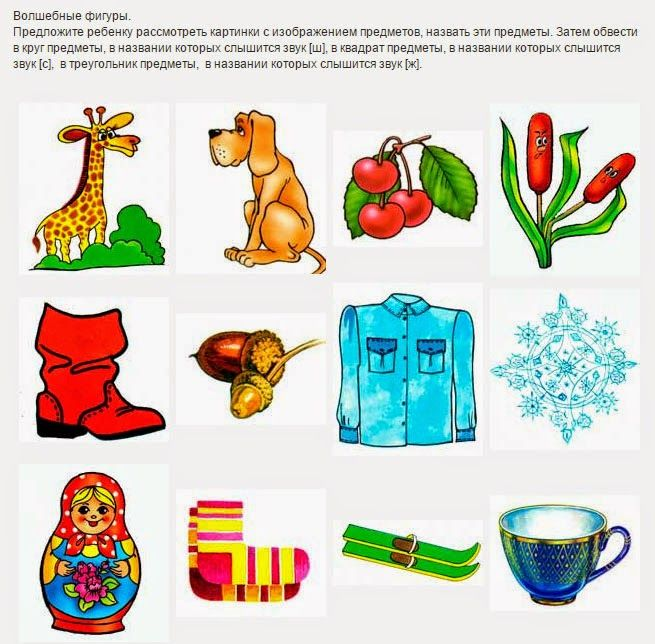 Волшебные фигуры.
Предложите ребенку рассмотреть картинки с изображением предметов, назвать эти предметы. Затем обвести
в круг предметы, в названии которых слышится звук [ш], в квадрат предметы, в названии которых слышится
звук [с], в треугольник предметы, в названии которых слышится звук [ж].